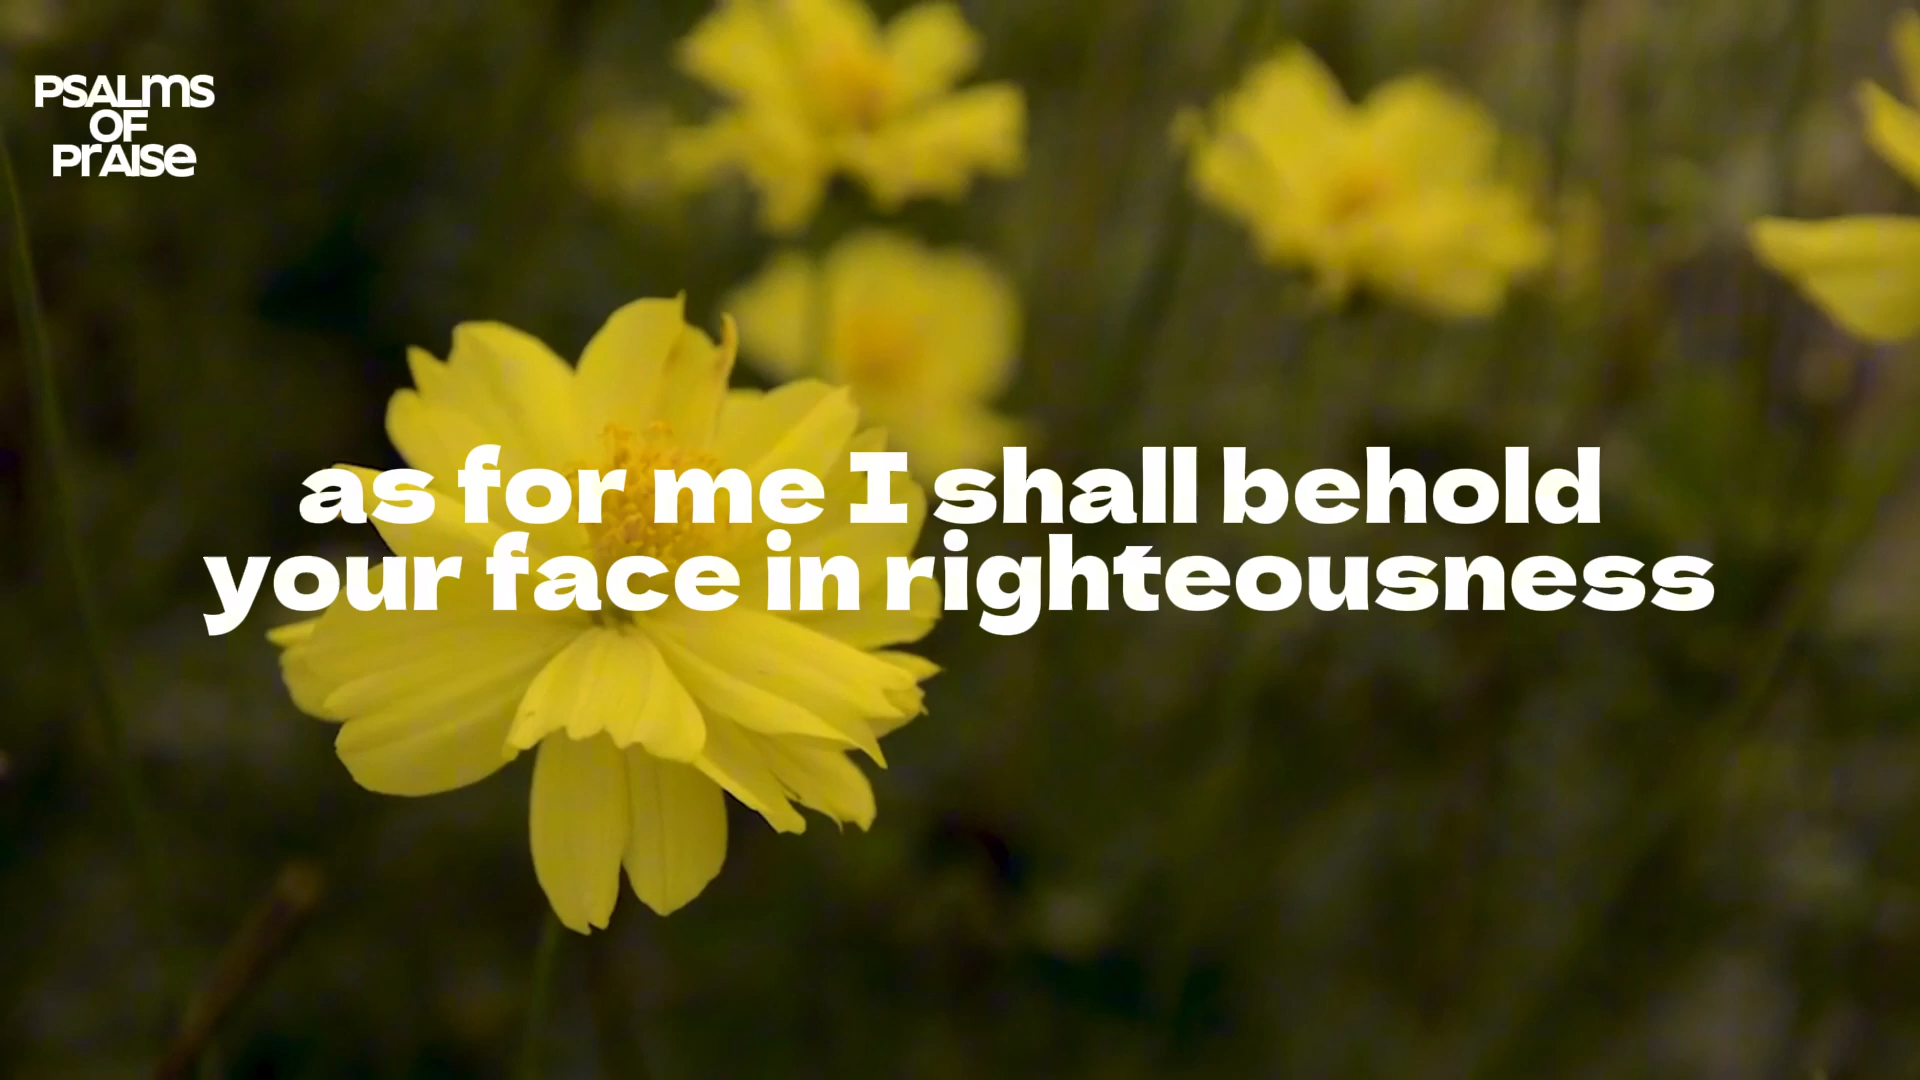 PSALmS
OF
PrAISe
as for me I shall behold
your face in righteousness